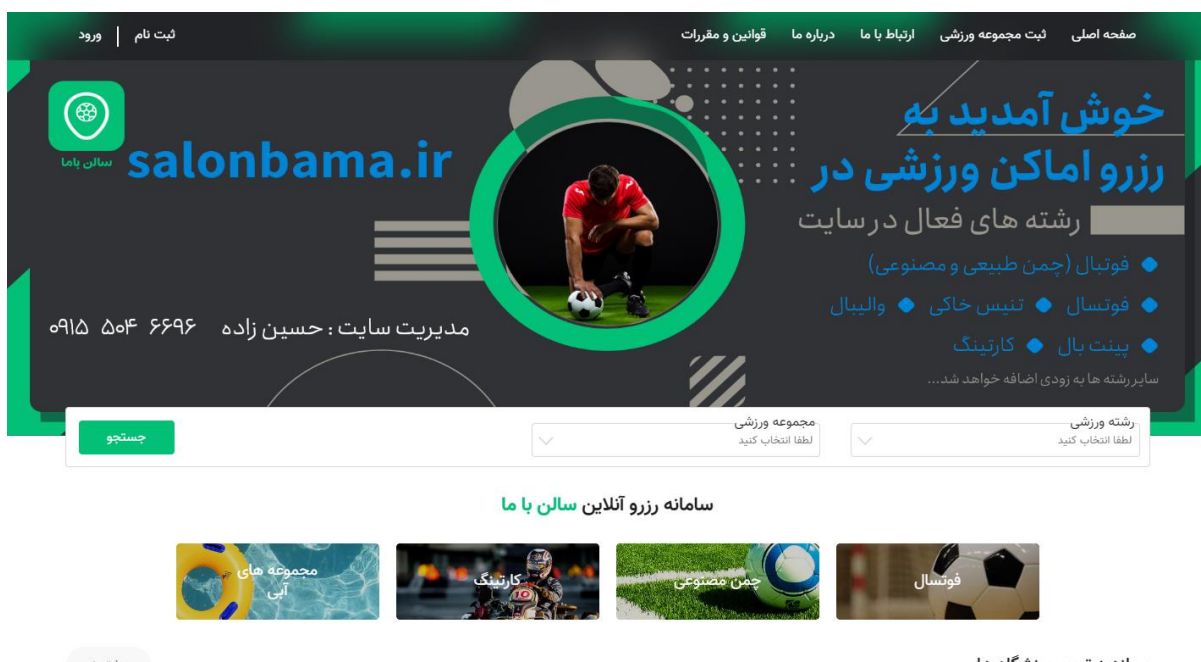 صفحه اصلی
ثبت مجموعه ورزشی
ارتباط با ما
درباره ما
قوانین و مقررات
ثبت نام
ورود
خوش آمدید به
رزرو اماکن ورزشی در
salonbama.ir
سالن باما
رشته های فعال در سایت
فوتبال (چمن طبیعی و مصنوعی)
فوتسال
تنیس خاکی
والیبال
پینت بال
کارتینگ
سایر رشته ها به زودی اضافه خواهد شد...
مدیریت سایت : حسین زاده ۰۹۱۵ ۵۰۴ ۶۶۹۶
رشته ورزشی
لطفا انتخاب کنید
مجموعه ورزشی
لطفا انتخاب کنید
جستجو
سامانه رزرو آنلاین سالن با ما
فوتسال
چمن مصنوعی
کارتینگ
مجموعه های
آبی